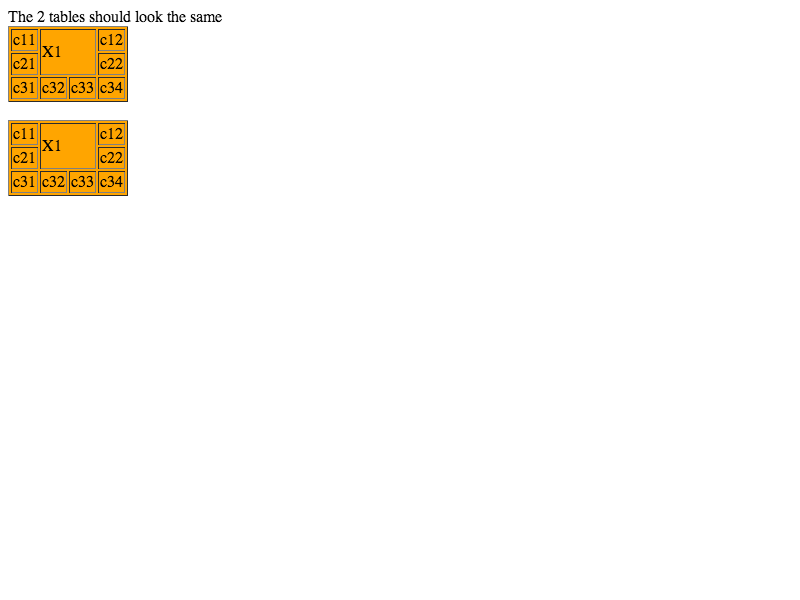 The 2 tables should look the same
c11 X1 c12
c21 c22
c31 c32 c33 c34
c11 X1 c12
c21 c22
c31 c32 c33 c34